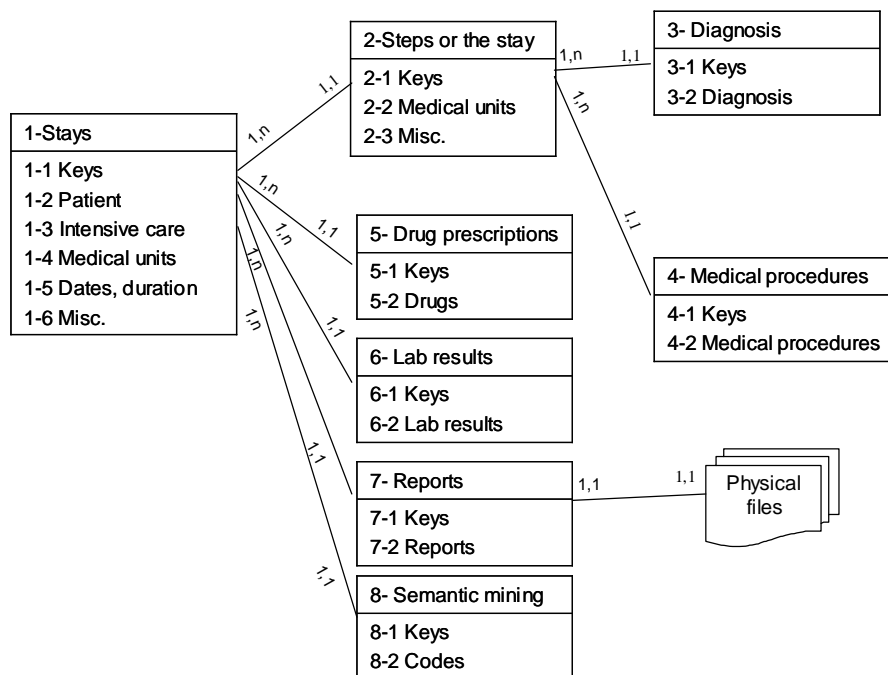 1-Stays
1-1 Keys
1-2 Patient
1-3 Intensive care
1-4 Medical units
1-5 Dates, duration
1-6 Misc.
1,n
1,1
1,n
1,1
1,n
1,1
1,n
1,1
1,n
1,1
2-Steps or the stay
2-1 Keys
2-2 Medical units
2-3 Misc.
1,n
1,1
1,n
1,1
3- Diagnosis
3-1 Keys
3-2 Diagnosis
4- Medical procedures
4-1 Keys
4-2 Medical procedures
5- Drug prescriptions
5-1 Keys
5-2 Drugs
6- Lab results
6-1 Keys
6-2 Lab results
7- Reports
7-1 Keys
7-2 Reports
1,1
1,1
Physical
files
8- Semantic mining
8-1 Keys
8-2 Codes